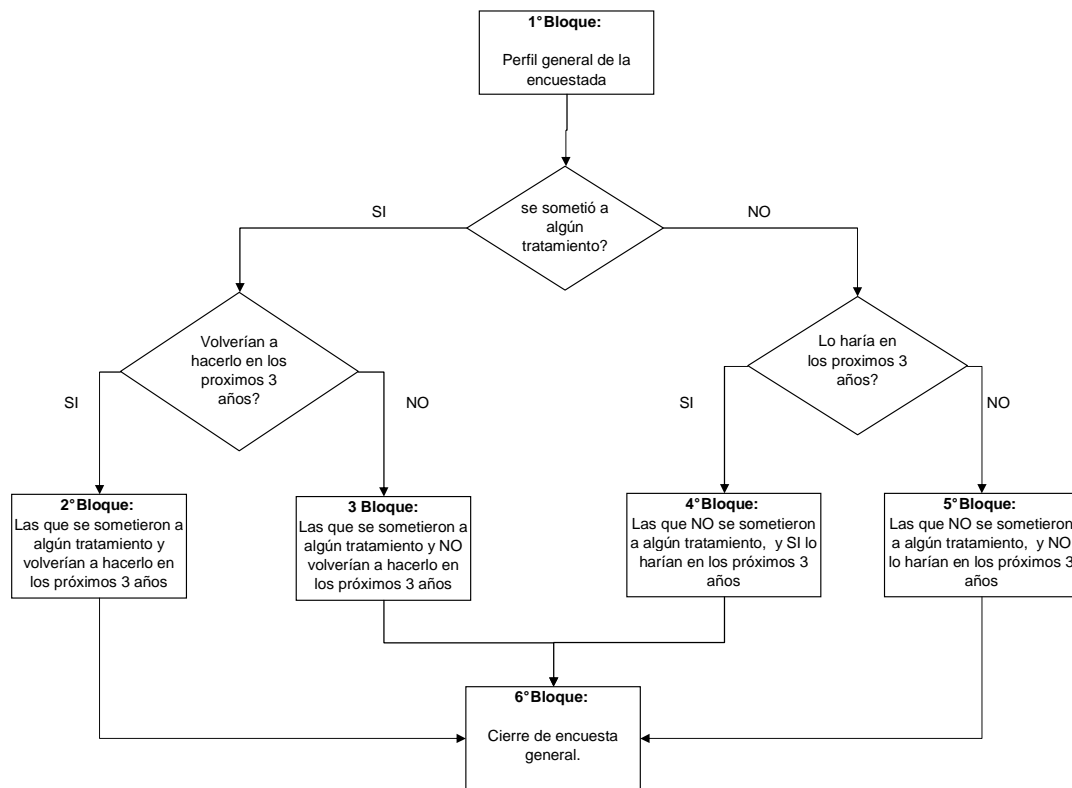 1°Bloque:
Perfil general de la
encuestada
se sometió a
algún
tratamiento?
SI
NO
Volverían a
hacerlo en los
proximos 3
años?
Lo haría en
los proximos 3
años?
SI
NO
SI
NO
2°Bloque:
Las que se sometieron a
algún tratamiento y
volverían a hacerlo en
los próximos 3 años
3 Bloque:
Las que se sometieron a
algún tratamiento y NO
volverían a hacerlo en
los próximos 3 años
4°Bloque:
Las que NO se sometieron
a algún tratamiento, y SI lo
harían en los próximos 3
años
5°Bloque:
Las que NO se sometieron
a algún tratamiento, y NO
lo harían en los próximos 3
años
6°Bloque:
Cierre de encuesta
general.